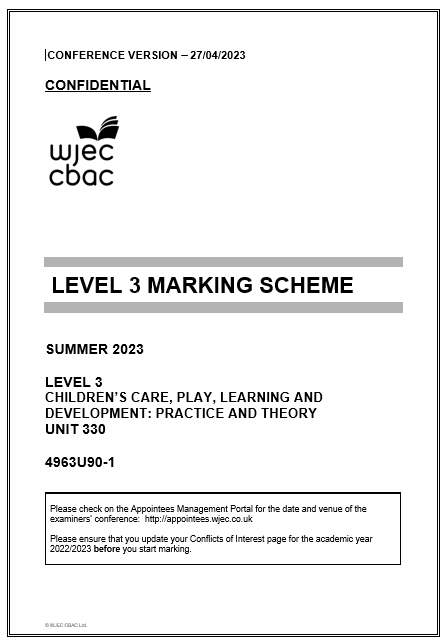 CONFERENCE VERSION – 27/04/2023
CONFIDENTIAL
wjec
cbac
LEVEL 3 MARKING SCHEME
SUMMER 2023
LEVEL 3
CHILDREN'S CARE, PLAY, LEARNING AND
DEVELOPMENT: PRACTICE AND THEORY
UNIT 330
4963U90-1
Please check on the Appointees Management Portal for the date and venue of the
examiners' conference: http://appointees.wjec.co.uk
Please ensure that you update your Conflicts of Interest page for the academic year
2022/2023 before you start marking.
© WJEC CBAC Ltd.